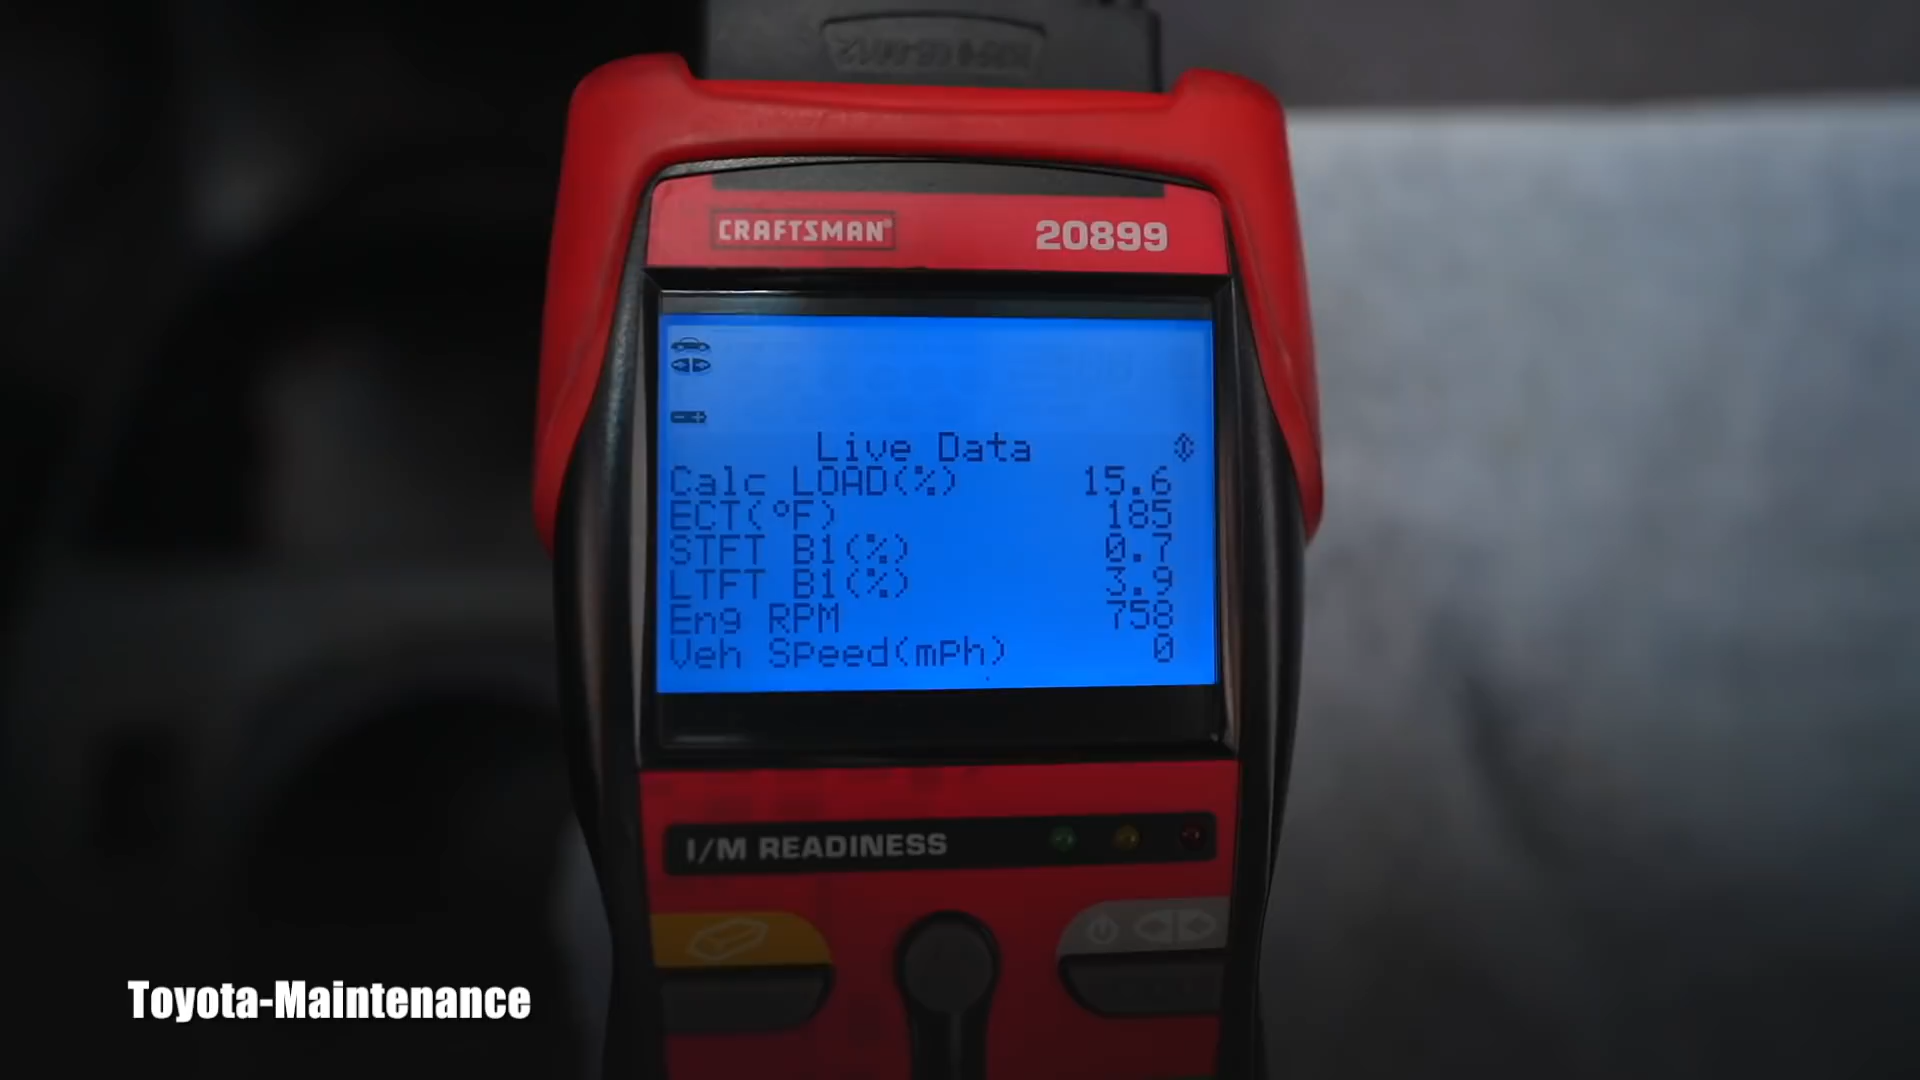 CRAFTSMAN 20899
Live Data
Calc LOAD(%) 15.6
ECT(°F) 185
STFT B1(%) 0.7
LTFT B1(%) 3.9
Eng RPM 758
Veh Speed(mph) 0
I/M READINESS
Toyota-Maintenance